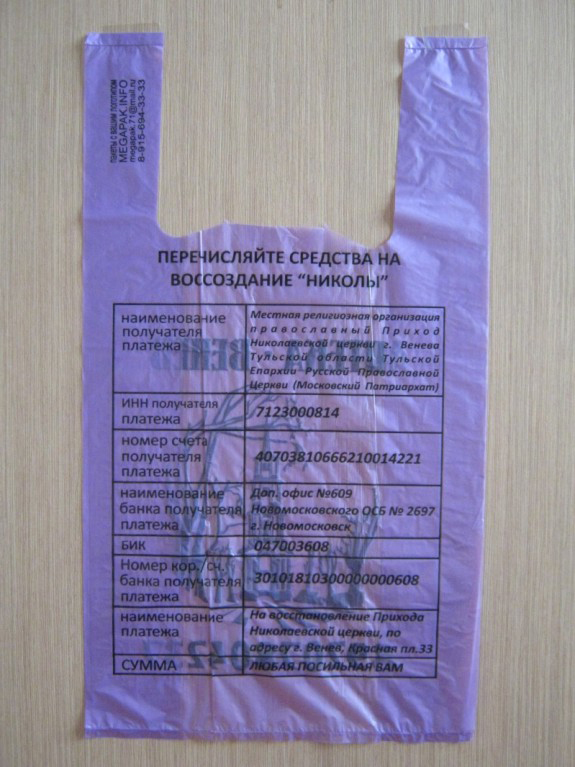 ПАКЕТЫ С ВАШИМ ЛОГОТИПОМ
MEGAPAK.INFO
megapak.71@mail.ru
8-915-694-33-33
ПЕРЕЧИСЛЯЙТЕ СРЕДСТВА НА
ВОССОЗДАНИЕ “НИКОЛЫ”
наименование
получателя
платежа
Местная религиозная организация
православный Приход
Николаевской церкви г. Венева
Тульской области Тульской
Епархии Русской Православной
Церкви (Московский Патриархат)
ИНН получателя
платежа
7123000814
номер счета
получателя
платежа
40703810666210014221
наименование
банка получателя
платежа
Доп. офис №609
Новомосковского ОСБ № 2697
г. Новомосковск
БИК
047003608
Номер кор./сч.
банка получателя
платежа
30101810300000000608
наименование
платежа
На восстановление Прихода
Николаевской церкви, по
адресу г. Венев, Красная пл.33
СУММА
ЛЮБАЯ ПОСИЛЬНАЯ ВАМ